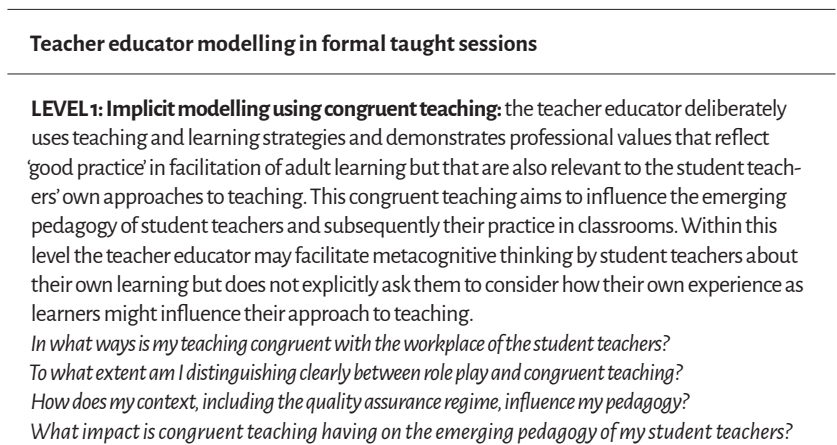 Teacher educator modelling in formal taught sessions
LEVEL 1: Implicit modelling using congruent teaching: the teacher educator deliberately
uses teaching and learning strategies and demonstrates professional values that reflect
‘good practice’ in facilitation of adult learning but that are also relevant to the student teach-
ers’ own approaches to teaching. This congruent teaching aims to influence the emerging
pedagogy of student teachers and subsequently their practice in classrooms. Within this
level the teacher educator may facilitate metacognitive thinking by student teachers about
their own learning but does not explicitly ask them to consider how their own experience as
learners might influence their approach to teaching.
In what ways is my teaching congruent with the workplace of the student teachers?
To what extent am I distinguishing clearly between role play and congruent teaching?
How does my context, including the quality assurance regime, influence my pedagogy?
What impact is congruent teaching having on the emerging pedagogy of my student teachers?